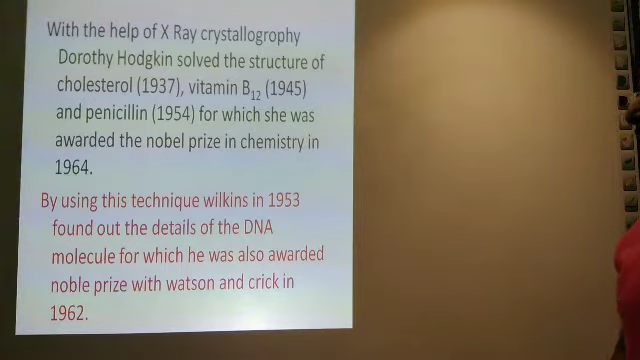 With the help of X Ray crystallogrophy
Dorothy Hodgkin solved the structure of
cholesterol (1937), vitamin B₁₂ (1945)
and penicillin (1954) for which she was
awarded the nobel prize in chemistry in
1964.
By using this technique wilkins in 1953
found out the details of the DNA
molecule for which he was also awarded
noble prize with watson and crick in
1962.